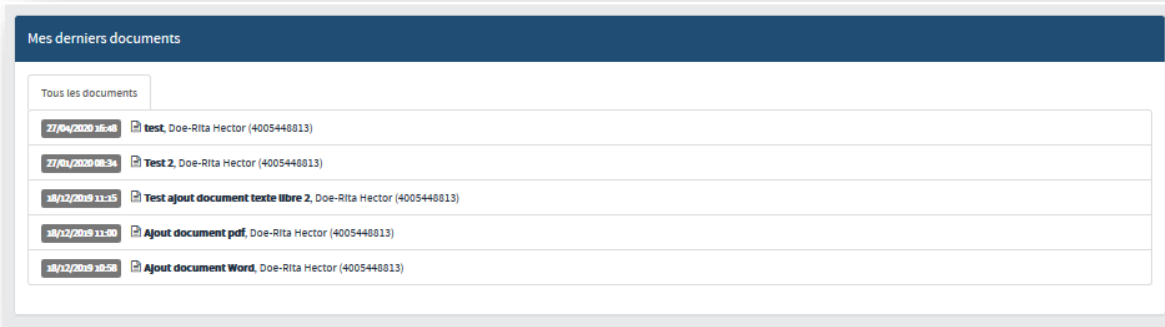 Mes derniers documents
Tous les documents
27/04/2020 16:48 test, Doe-Rita Hector (4005448813)
27/01/2020 08:34 Test 2, Doe-Rita Hector (4005448813)
18/12/2019 11:15 Test ajout document texte libre 2, Doe-Rita Hector (4005448813)
18/12/2019 11:00 Ajout document pdf, Doe-Rita Hector (4005448813)
18/12/2019 10:58 Ajout document Word, Doe-Rita Hector (4005448813)